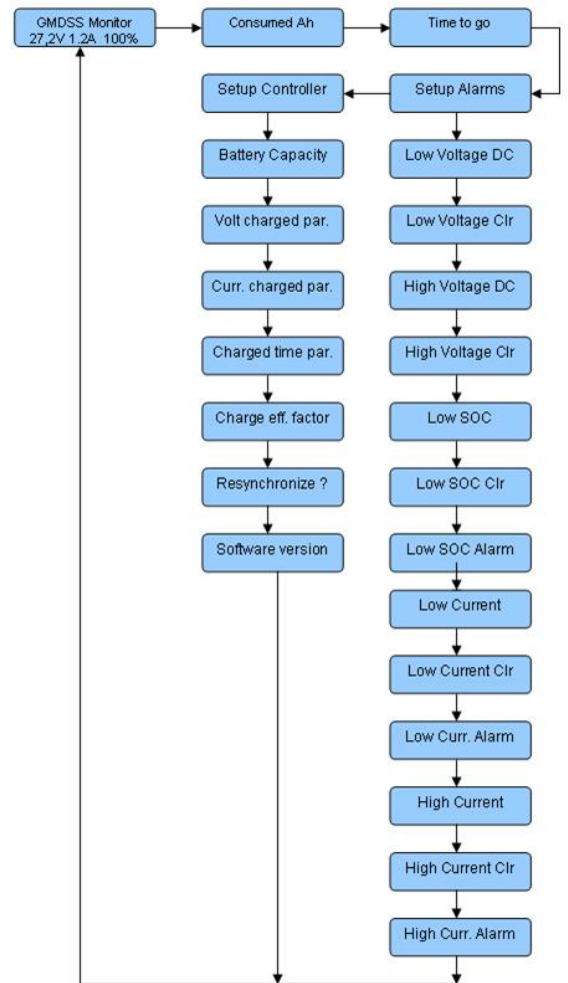 GMDSS Monitor
27,2V 1.2A 100%
Consumed Ah
Time to go
Setup Controller
Setup Alarms
Battery Capacity
Low Voltage DC
Volt charged par.
Low Voltage Clr
Curr. charged par.
High Voltage DC
Charged time par.
High Voltage Clr
Charge eff. factor
Low SOC
Resynchronize ?
Low SOC Clr
Software version
Low SOC Alarm
Low Current
Low Current Clr
Low Curr. Alarm
High Current
High Current Clr
High Curr. Alarm